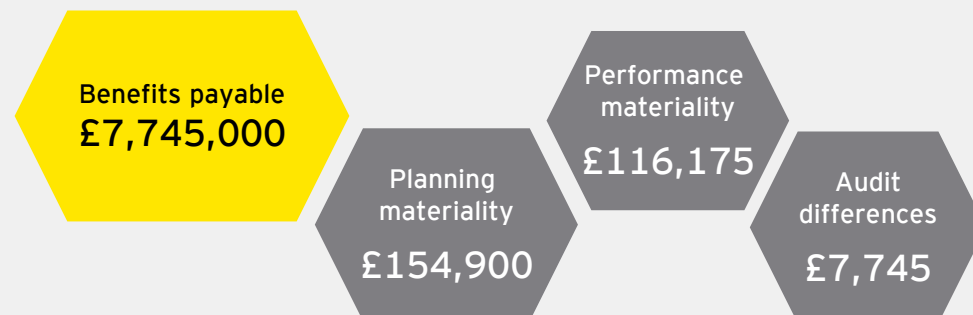 Benefits payable
£7,745,000
Planning
materiality
£154,900
Performance
materiality
£116,175
Audit
differences
£7,745